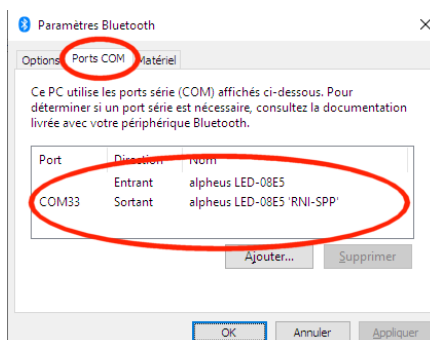 Paramètres Bluetooth
Options Ports COM Matériel
Ce PC utilise les ports série (COM) affichés ci-dessous. Pour
déterminer si un port série est nécessaire, consultez la documentation
livrée avec votre périphérique Bluetooth.
Port Direction Nom
Entrant alpheus LED-08E5
COM33 Sortant alpheus LED-08E5 'RNI-SPP'
Ajouter... Supprimer
OK Annuler Appliquer